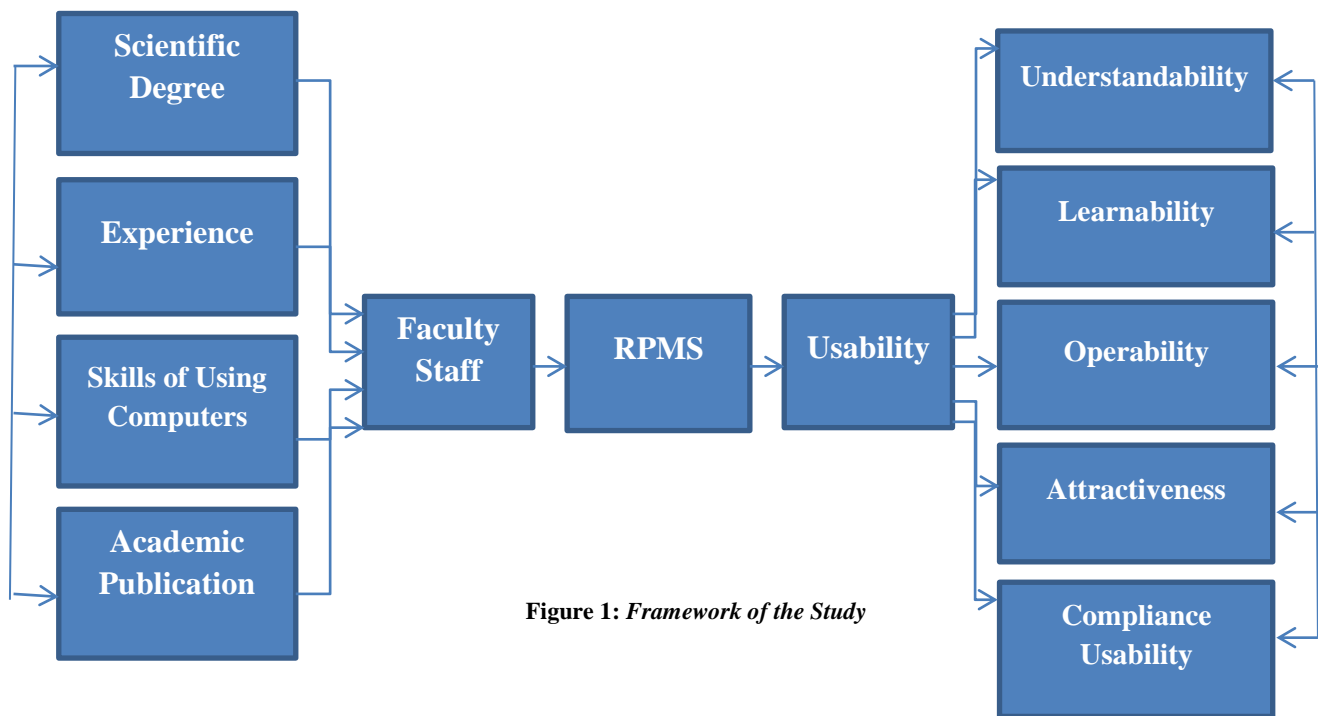 Scientific
Degree
Experience
Skills of Using
Computers
Academic
Publication
Faculty
Staff
RPMS
Usability
Understandability
Learnability
Operability
Attractiveness
Compliance
Usability
Figure 1: Framework of the Study